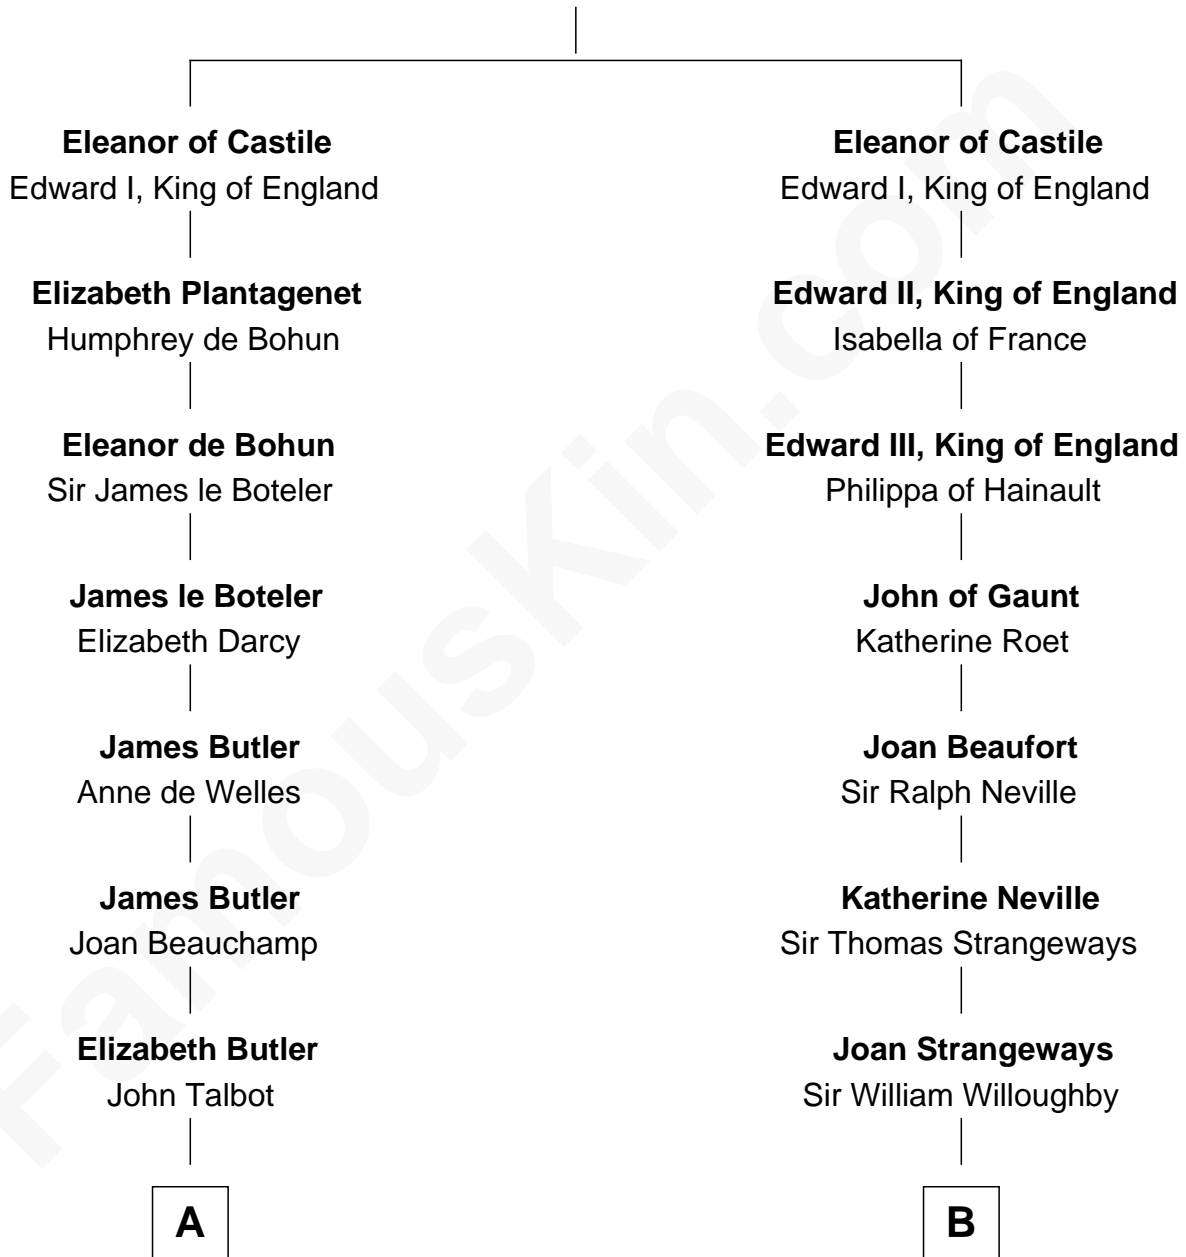 Eleanor of Castile
Edward I, King of England
Elizabeth Plantagenet
Humphrey de Bohun
Eleanor de Bohun
Sir James le Boteler
James le Boteler
Elizabeth Darcy
James Butler
Anne de Welles
James Butler
Joan Beauchamp
Elizabeth Butler
John Talbot
A
Eleanor of Castile
Edward I, King of England
Edward II, King of England
Isabella of France
Edward III, King of England
Philippa of Hainault
John of Gaunt
Katherine Roet
Joan Beaufort
Sir Ralph Neville
Katherine Neville
Sir Thomas Strangeways
Joan Strangeways
Sir William Willoughby
B
FamousKin.com